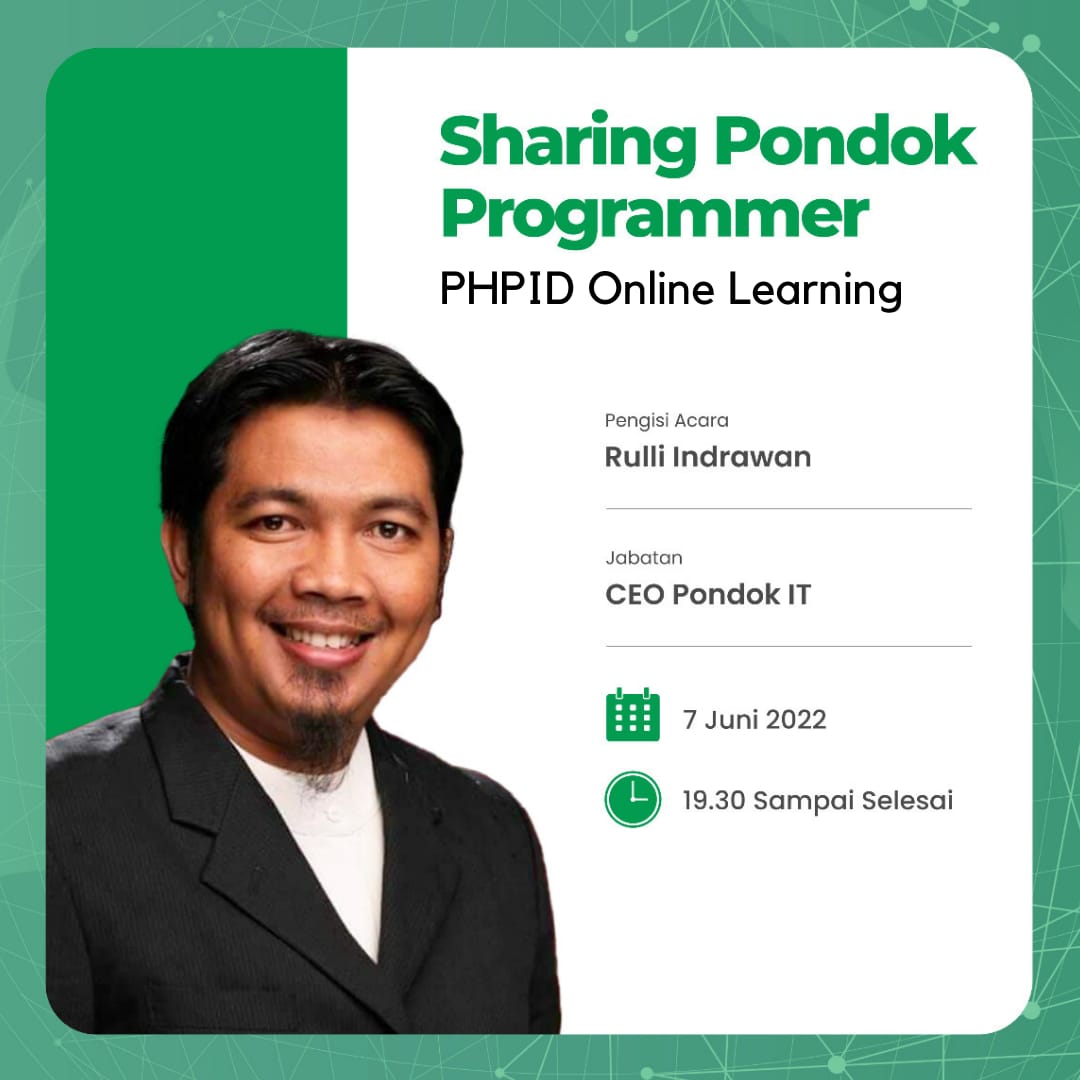 Sharing Pondok
Programmer
PHPID Online Learning
Pengisi Acara
Rulli Indrawan
Jabatan
CEO Pondok IT
7 Juni 2022
19.30 Sampai Selesai